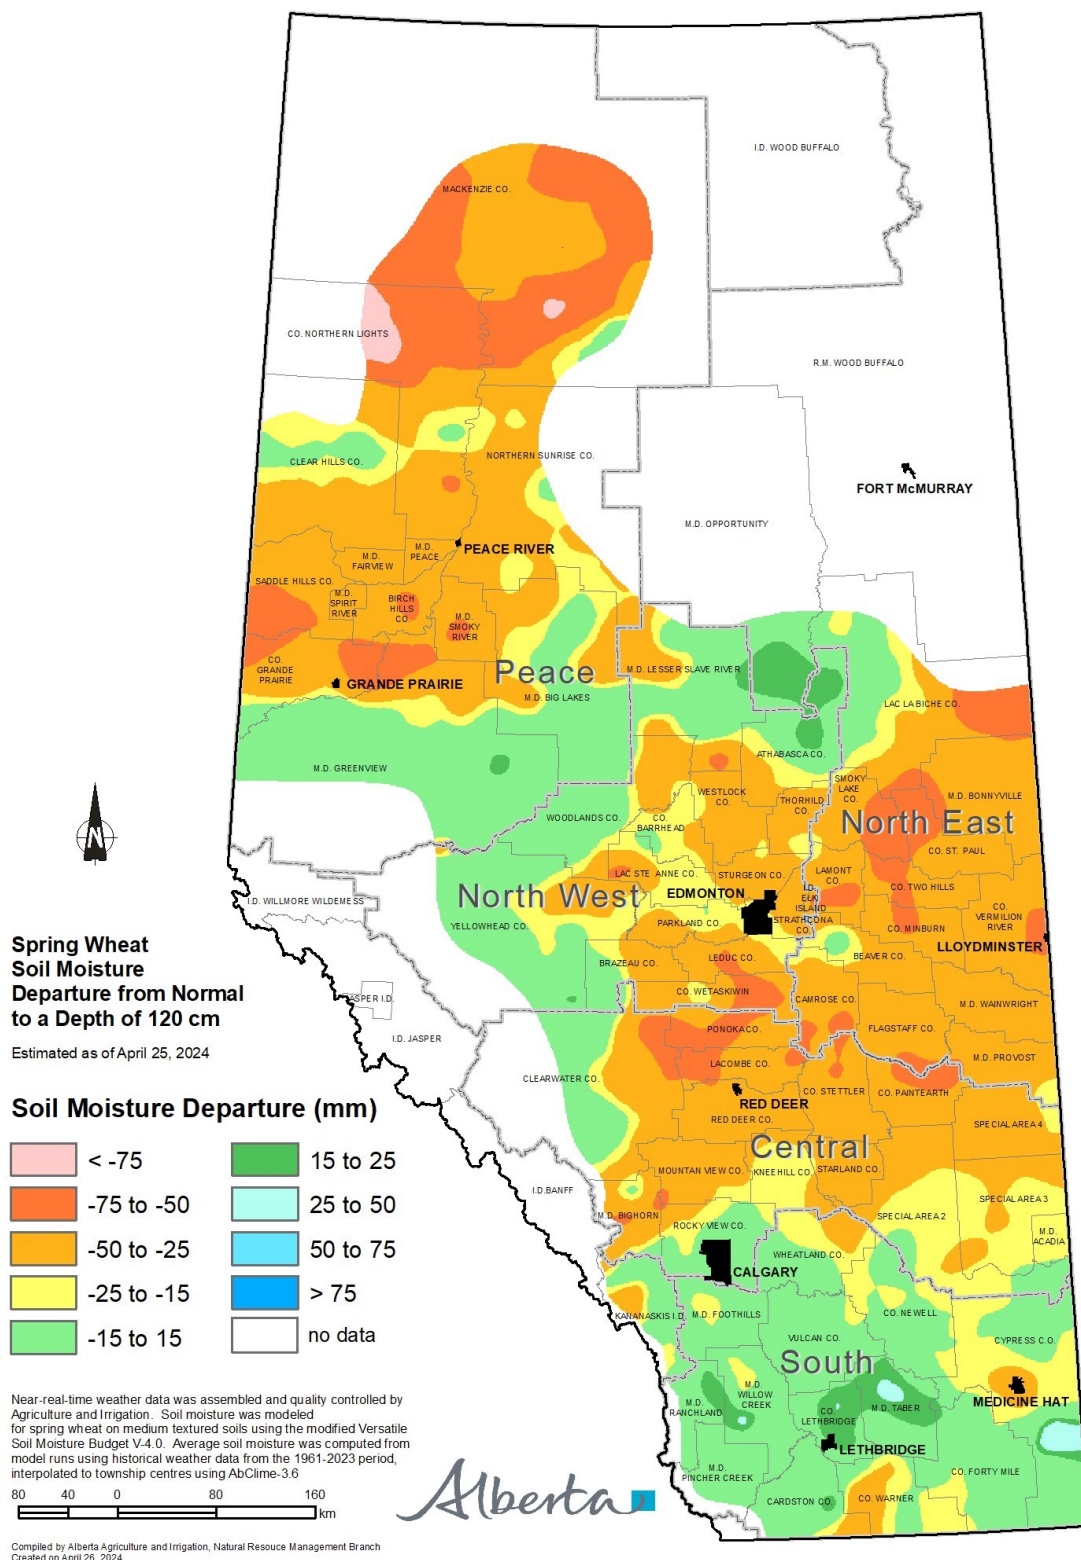 I.D. WOOD BUFFALO
MACKENZIE CO.
CO. NORTHERN LIGHTS
R.M. WOOD BUFFALO
CLEAR HILLS CO.
NORTHERN SUNRISE CO.
FORT McMURRAY
M.D. OPPORTUNITY
PEACE RIVER
M.D.
PEACE
M.D.
FAIRVIEW
SADDLE HILLS CO.
M.D.
SPIRIT
RIVER
BIRCH
HILLS
CO.
M.D.
SMOKY
RIVER
CO.
GRANDE
PRAIRIE
GRANDE PRAIRIE
Peace
M.D. LESSER SLAVE RIVER
M.D. BIG LAKES
LAC LA BICHE CO.
ATHABASCA CO.
M.D. GREENVIEW
SMOKY
LAKE
CO.
WESTLOCK
CO.
THORHILD
CO.
M.D. BONNYVILLE
WOODLANDS CO.
CO.
BARRHEAD
North East
CO. ST. PAUL
LAC STE ANNE CO.
STURGEON CO.
LAMONT
CO.
North West
EDMONTON
I.D.
ELK
ISLAND
CO. TWO HILLS
I.D. WILLMORE WILDERNESS
YELLOWHEAD CO.
PARKLAND CO.
STRATHCONA
CO.
CO. MINBURN
CO.
VERMILION
RIVER
LLOYDMINSTER
BRAZEAU CO.
LEDUC CO.
BEAVER CO.
CO. WETASKIWIN
CAMROSE CO.
M.D. WAINWRIGHT
JASPER I.D.
I.D. JASPER
PONOKA CO.
FLAGSTAFF CO.
M.D. PROVOST
CLEARWATER CO.
LACOMBE CO.
CO. STETTLER
CO. PAINTEARTH
RED DEER
RED DEER CO.
SPECIAL AREA 4
Central
MOUNTAN VIEW CO.
KNEEHILL CO.
STARLAND CO.
I.D.BANFF
SPECIAL AREA 3
M.D. BIGHORN
ROCKY VIEW CO.
SPECIAL AREA 2
M.D.
ACADIA
WHEATLAND CO.
CALGARY
KANANASKIS I.D.
M.D. FOOTHILLS
CO. NEWELL
VULCAN CO.
CYPRESS C.O.
South
M.D.
WILLOW
CREEK
M.D.
RANCHLAND
CO.
LETHBRIDGE
M.D. TABER
MEDICINE HAT
LETHBRIDGE
M.D.
PINCHER CREEK
CO. FORTY MILE
CARDSTON CO.
CO. WARNER
N
Spring Wheat
Soil Moisture
Departure from Normal
to a Depth of 120 cm
Estimated as of April 25, 2024
Soil Moisture Departure (mm)
< -75
-75 to -50
-50 to -25
-25 to -15
-15 to 15
15 to 25
25 to 50
50 to 75
> 75
no data
Near-real-time weather data was assembled and quality controlled by
Agriculture and Irrigation. Soil moisture was modeled
for spring wheat on medium textured soils using the modified Versatile
Soil Moisture Budget V-4.0. Average soil moisture was computed from
model runs using historical weather data from the 1961-2023 period,
interpolated to township centres using AbClime-3.6
80 40 0 80 160
km
Alberta
Compiled by Alberta Agriculture and Irrigation, Natural Resouce Management Branch
Created on April 26, 2024